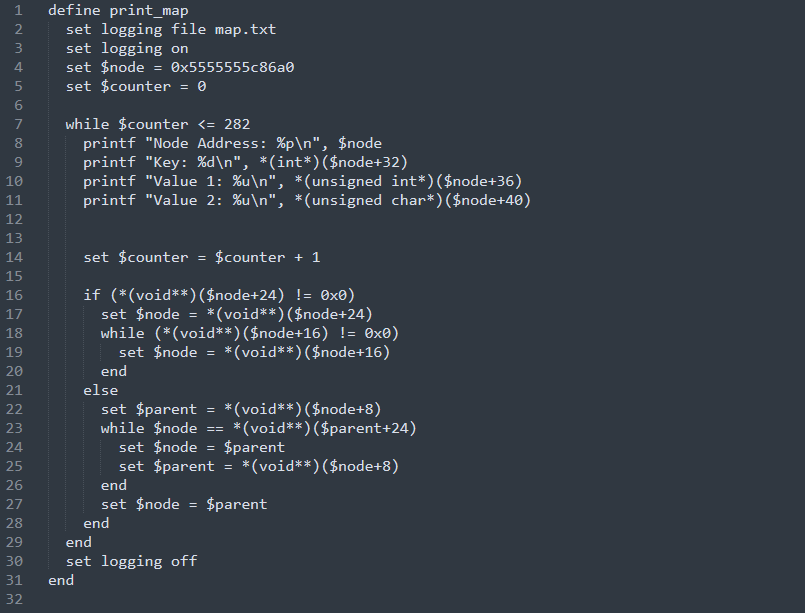 1 define print_map
2   set logging file map.txt
3   set logging on
4   set $node = 0x5555555c86a0
5   set $counter = 0
6
7   while $counter <= 282
8     printf "Node Address: %p\n", $node
9     printf "Key: %d\n", *(int*)($node+32)
10     printf "Value 1: %u\n", *(unsigned int*)($node+36)
11     printf "Value 2: %u\n", *(unsigned char*)($node+40)
12
13
14     set $counter = $counter + 1
15
16     if (*(void**)($node+24) != 0x0)
17       set $node = *(void**)($node+24)
18       while (*(void**)($node+16) != 0x0)
19         set $node = *(void**)($node+16)
20       end
21     else
22       set $parent = *(void**)($node+8)
23       while $node == *(void**)($parent+24)
24         set $node = $parent
25         set $parent = *(void**)($node+8)
26       end
27       set $node = $parent
28     end
29   end
30   set logging off
31 end
32